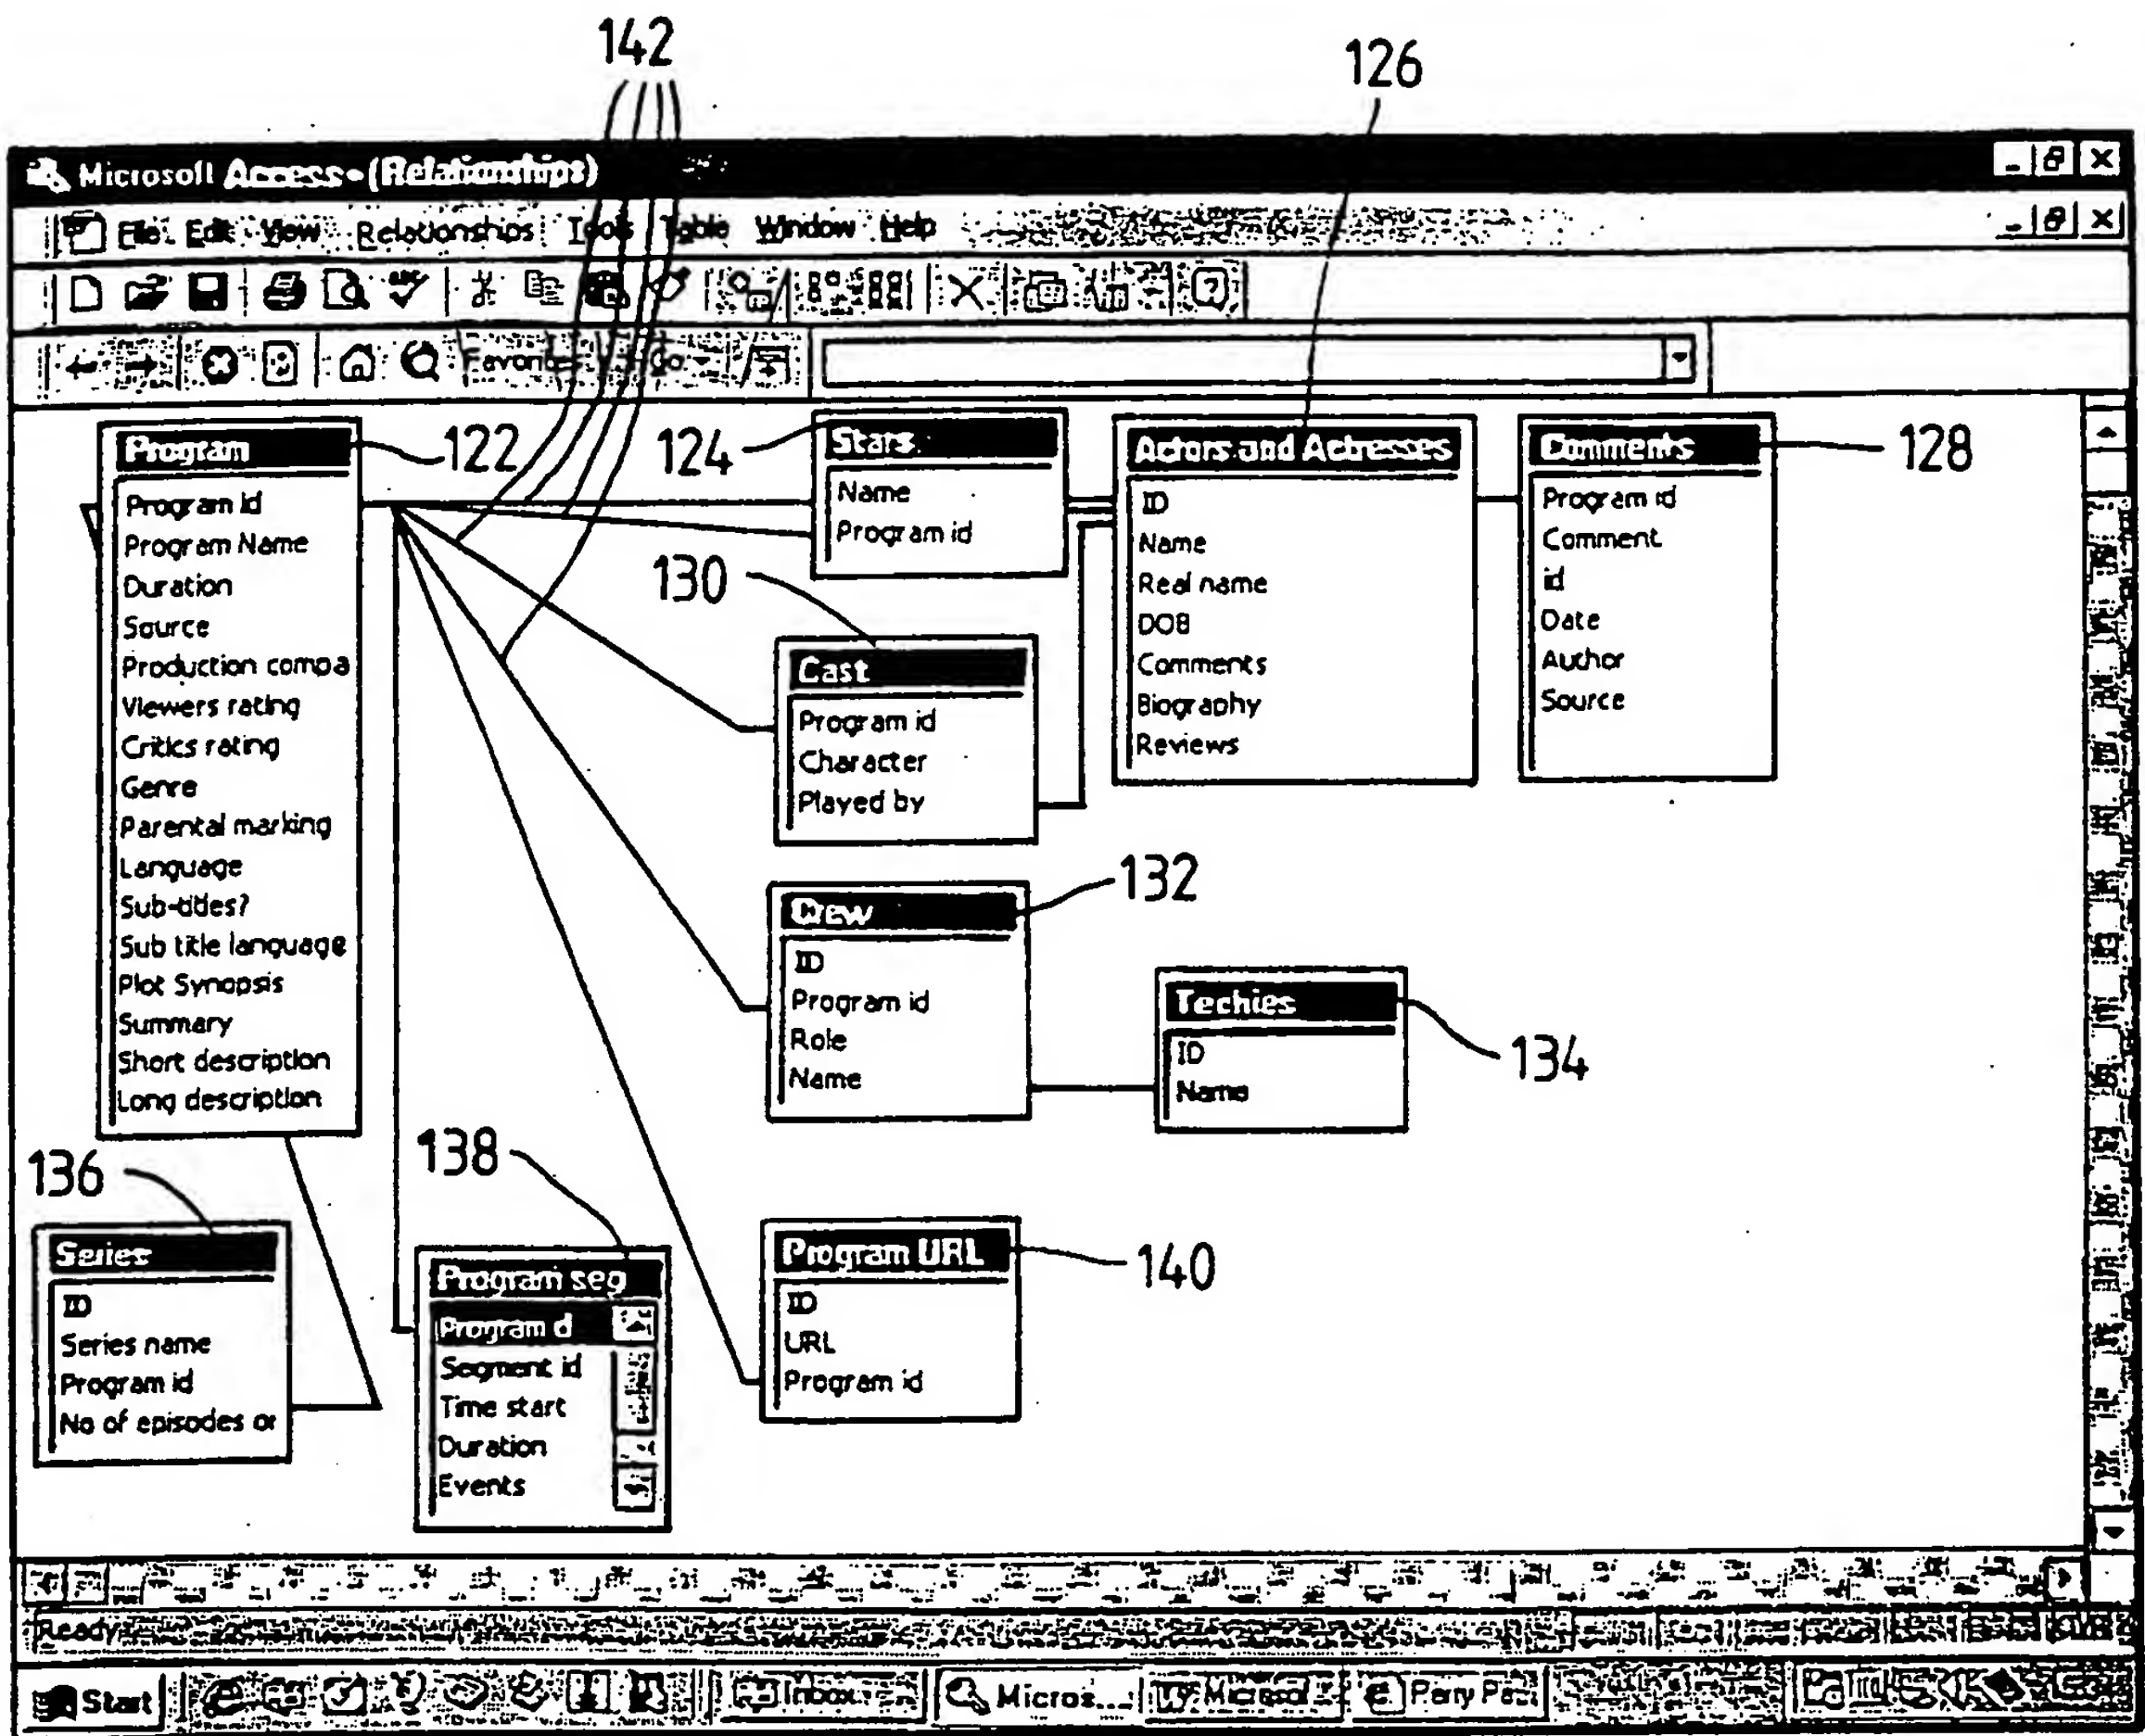 142
126
Microsoft Access - (Relationships)
File Edit View Relationships Tools Table Window Help
Program
122
Program id
Program Name
Duration
Source
Production compa
Viewers rating
Critics rating
Genre
Parental marking
Language
Sub-titles?
Sub title language
Plot Synopsis
Summary
Short description
Long description
124
Stars
Name
Program id
Actors and Actresses
ID
Name
Real name
DOB
Comments
Biography
Reviews
Comments
128
Program id
Comment
id
Date
Author
Source
130
Cast
Program id
Character
Played by
132
Crew
ID
Program id
Role
Name
Techies
134
ID
Name
136
Series
ID
Series name
Program id
No of episodes or
138
Program seg
Program d
Segment id
Time start
Duration
Events
Program URL
140
ID
URL
Program id
Ready
Start Inbox Micros... Microsof